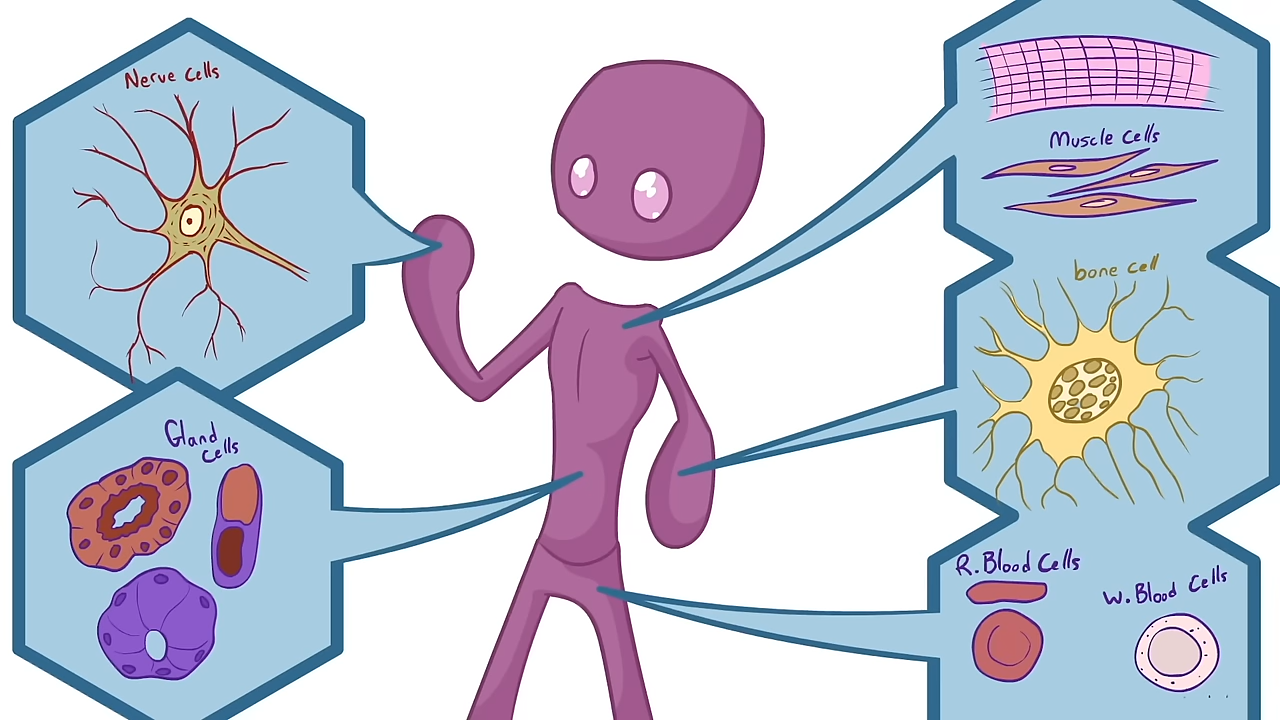 Nerve Cells
Gland
Cells
Muscle Cells
bone cell
R. Blood Cells
W. Blood Cells